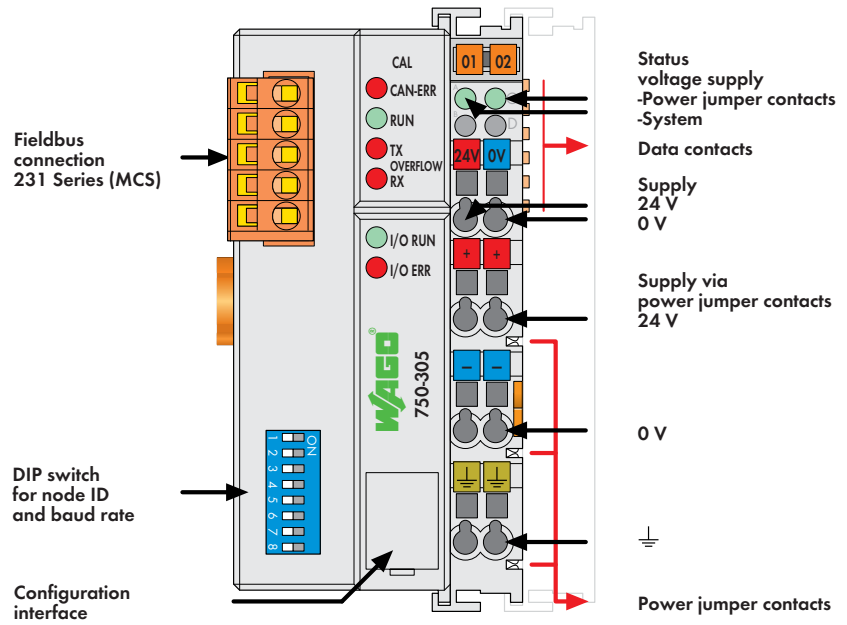 Fieldbus
connection
231 Series (MCS)
DIP switch
for node ID
and baud rate
Configuration
interface
CAL
CAN-ERR
RUN
TX
OVERFLOW
RX
I/O RUN
I/O ERR
WAGO®
750-305
ON
1
2
3
4
5
6
7
8
01 02
A C
D
24V 0V
+ +
– –
Status
voltage supply
-Power jumper contacts
-System
Data contacts
Supply
24 V
0 V
Supply via
power jumper contacts
24 V
0 V
Power jumper contacts